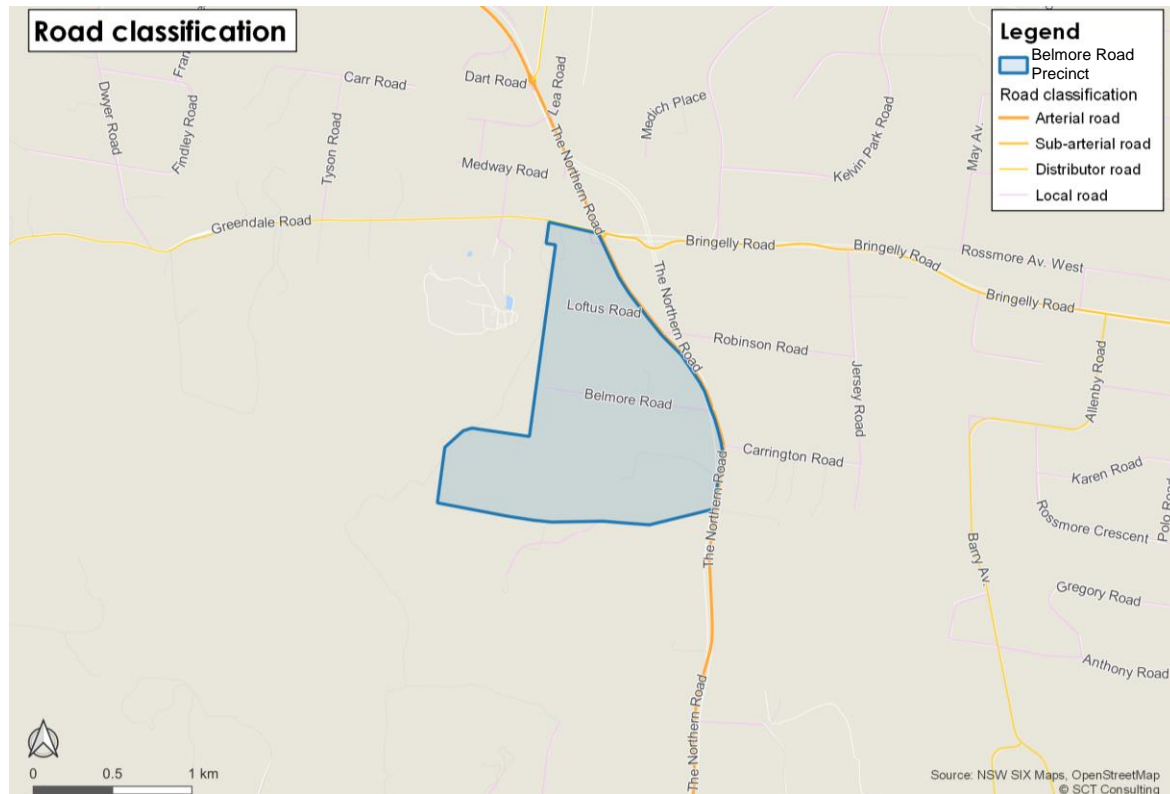 Road classification
Legend
Belmore Road
Precinct
Road classification
Arterial road
Sub-arterial road
Distributor road
Local road
Fran
Dwyer Road
Findley Road
Carr Road
Tyson Road
Dart Road
Lea Road
Medway Road
The Northern Road
Medich Place
Kelvin Park Road
May Av.
Greendale Road
Bringelly Road
Bringelly Road
Rossmore Av. West
Bringelly Road
The Northern Road
Loftus Road
Robinson Road
Jersey Road
Allenby Road
Belmore Road
Carrington Road
Karen Road
Rossmore Crescent
Polo Road
The Northern Road
Barry Av.
Gregory Road
Anthony Road
The Northern Road
0 0.5 1 km
Source: NSW SIX Maps, OpenStreetMap
© SCT Consulting